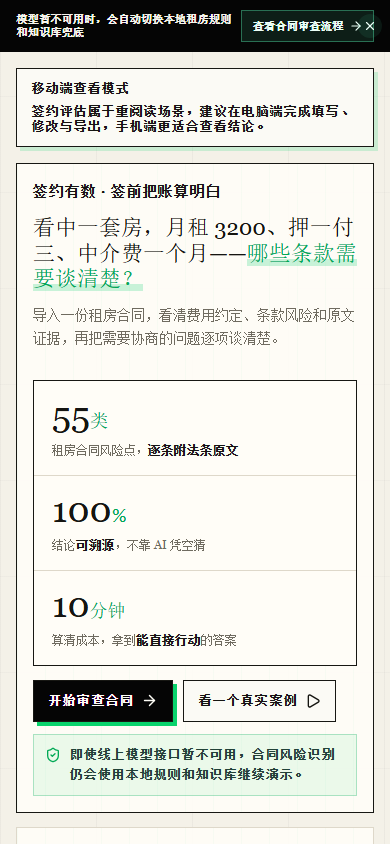 模型暂不可用时，会自动切换本地租房规则
和知识库兜底
查看合同审查流程 → ×
移动端查看模式
签约评估属于重阅读场景，建议在电脑端完成填写、
修改与导出，手机端更适合查看结论。
签约有数 · 签前把账算明白
看中一套房，月租 3200、押一付
三、中介费一个月——哪些条款需
要谈清楚？
导入一份租房合同，看清费用约定、条款风险和原文
证据，再把需要协商的问题逐项谈清楚。
55类
租房合同风险点，逐条附法条原文
100%
结论可溯源，不靠 AI 凭空猜
10分钟
算清成本，拿到能直接行动的答案
开始审查合同 →
看一个真实案例
即使线上模型接口暂不可用，合同风险识别
仍会使用本地规则和知识库继续演示。